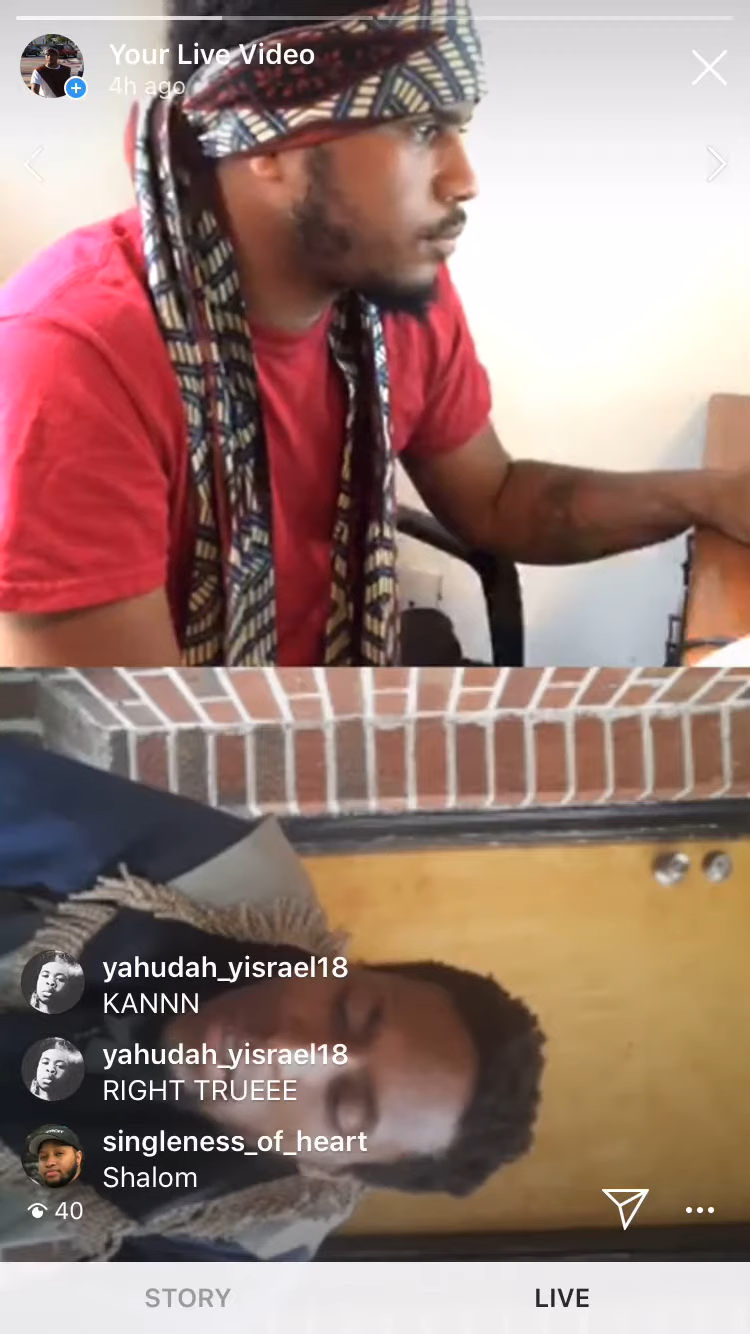 Your Live Video
4h ago
yahudah_yisrael18
KANNN
yahudah_yisrael18
RIGHT TRUEEE
singleness_of_heart
Shalom
40
STORY
LIVE